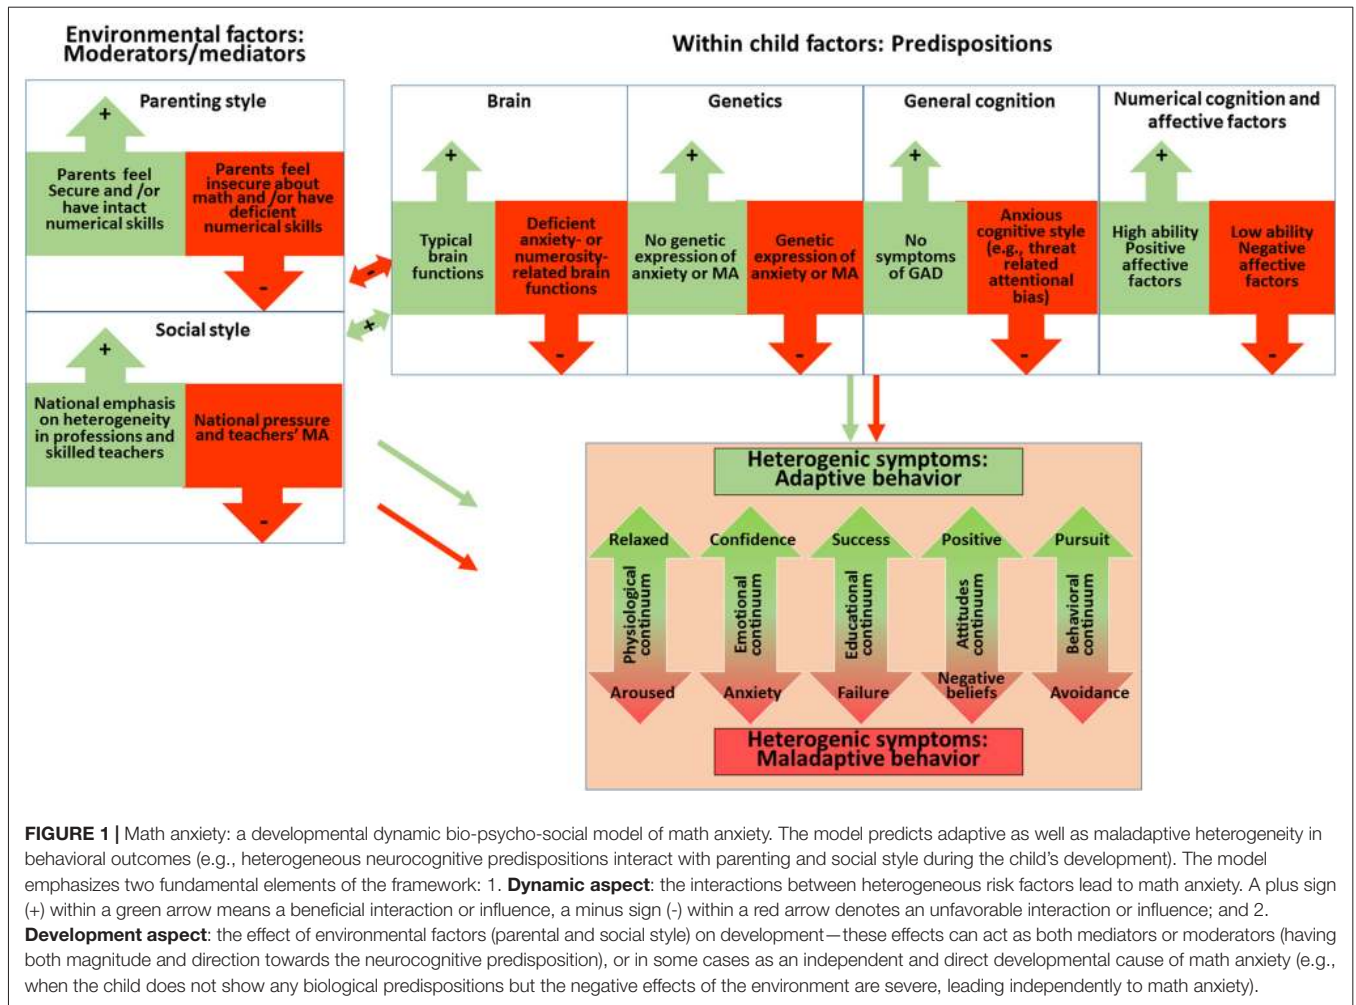 Environmental factors:
Moderators/mediators
Within child factors: Predispositions
Parenting style
+
Parents feel
Secure and /or
have intact
numerical skills
Parents feel
insecure about
math and /or have
deficient
numerical skills
-
Social style
+
National emphasis
on heterogeneity
in professions and
skilled teachers
National pressure
and teachers' MA
-
-
+
Brain
+
Typical
brain
functions
Deficient
anxiety- or
numerosity-
related brain
functions
-
Genetics
+
No genetic
expression of
anxiety or MA
Genetic
expression of
anxiety or MA
-
General cognition
+
No
symptoms
of GAD
Anxious
cognitive style
(e.g., threat
related
attentional
bias)
-
Numerical cognition and
affective factors
+
High ability
Positive
affective
factors
Low ability
Negative
affective
factors
-
Heterogenic symptoms:
Adaptive behavior
Relaxed
Physiological
continuum
Aroused
Confidence
Emotional
continuum
Anxiety
Success
Educational
continuum
Failure
Positive
Attitudes
continuum
Negative
beliefs
Pursuit
Behavioral
continuum
Avoidance
Heterogenic symptoms:
Maladaptive behavior
FIGURE 1 | Math anxiety: a developmental dynamic bio-psycho-social model of math anxiety. The model predicts adaptive as well as maladaptive heterogeneity in
behavioral outcomes (e.g., heterogeneous neurocognitive predispositions interact with parenting and social style during the child's development). The model
emphasizes two fundamental elements of the framework: 1. Dynamic aspect: the interactions between heterogeneous risk factors lead to math anxiety. A plus sign
(+) within a green arrow means a beneficial interaction or influence, a minus sign (-) within a red arrow denotes an unfavorable interaction or influence; and 2.
Development aspect: the effect of environmental factors (parental and social style) on development—these effects can act as both mediators or moderators (having
both magnitude and direction towards the neurocognitive predisposition), or in some cases as an independent and direct developmental cause of math anxiety (e.g.,
when the child does not show any biological predispositions but the negative effects of the environment are severe, leading independently to math anxiety).